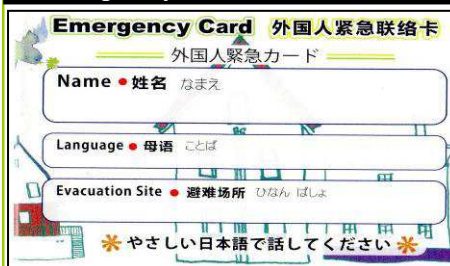 Emergency Card 外国人紧急联络卡
外国人緊急カード
Name ● 姓名 なまえ
Language ● 母语 ことば
Evacuation Site ● 避难场所 ひなん ばしょ
やさしい日本語で話してください